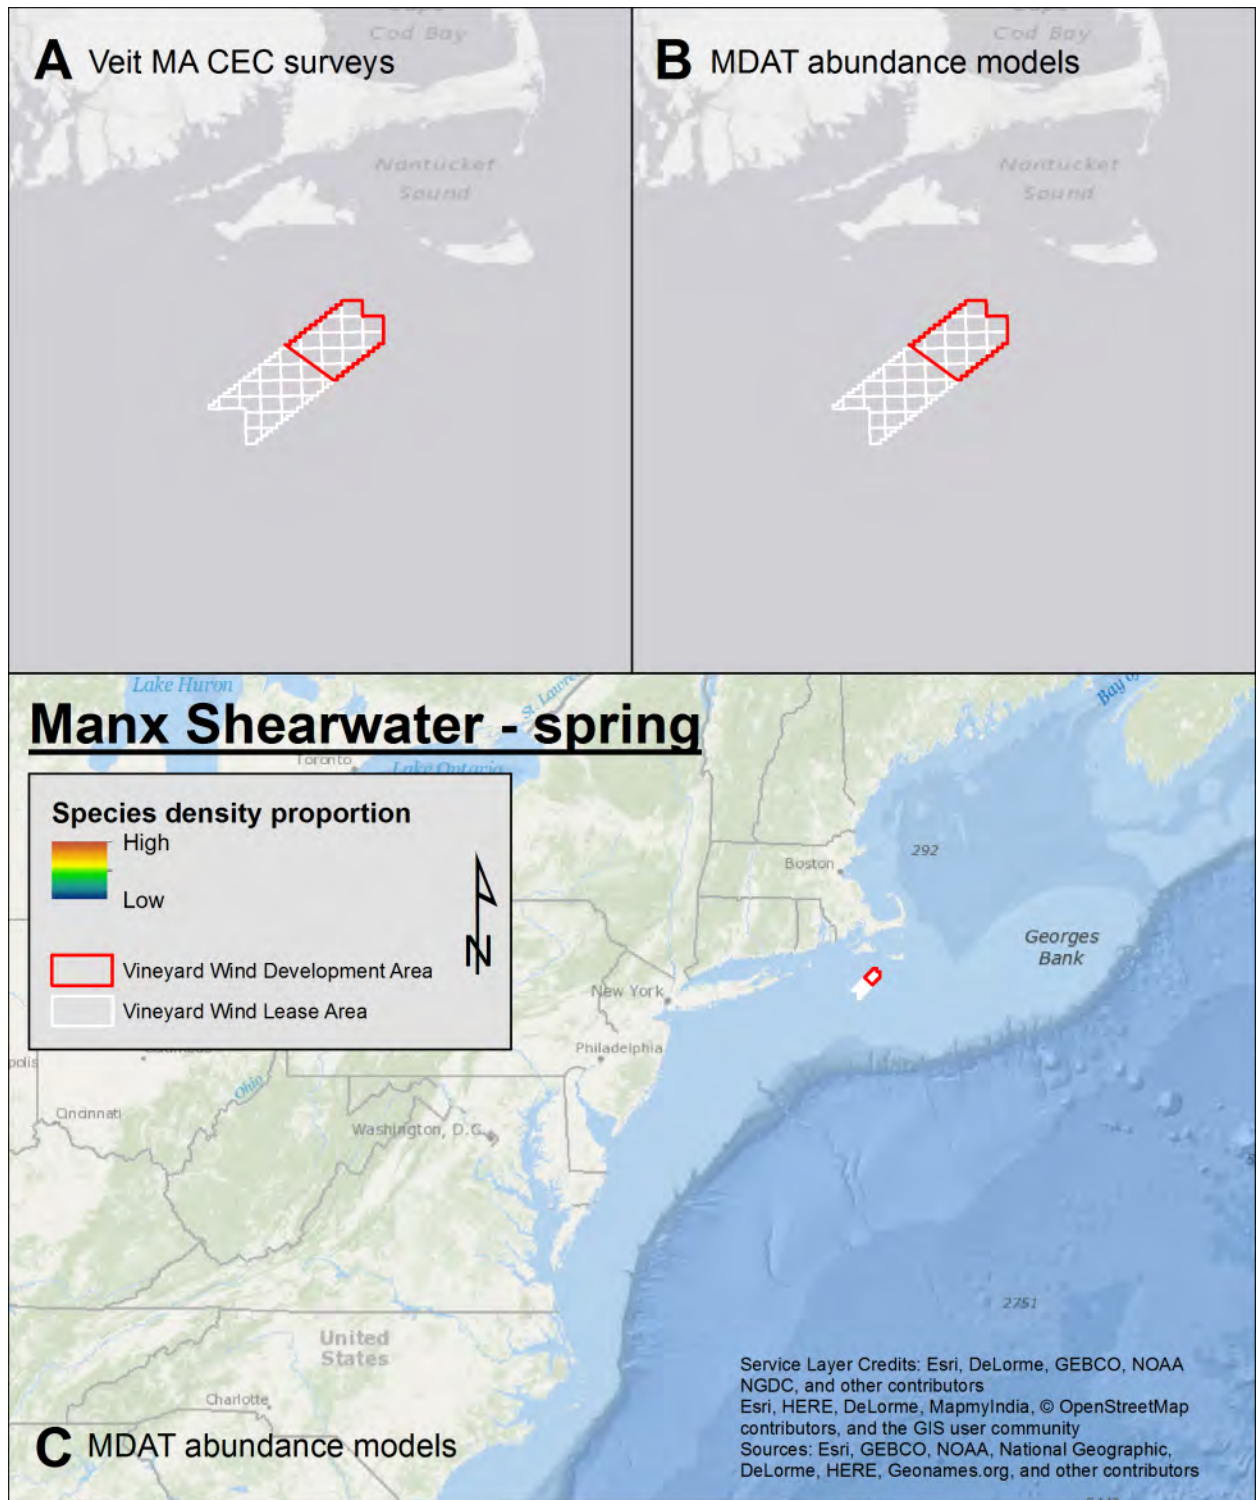 Cod Bay
A Veit MA CEC surveys
Nantucket
Sound
Cod Bay
B MDAT abundance models
Nantucket
Sound
Lake Huron
Manx Shearwater - spring
Toronto
Lake Ontario
Species density proportion
High
Low
N
Vineyard Wind Development Area
Vineyard Wind Lease Area
Boston
292
Georges
Bank
New York
Philadelphia
Ohio
Cincinnati
Washington, D.C.
2751
United
States
Charlotte
C MDAT abundance models
Service Layer Credits: Esri, DeLorme, GEBCO, NOAA
NGDC, and other contributors
Esri, HERE, DeLorme, MapmyIndia, © OpenStreetMap
contributors, and the GIS user community
Sources: Esri, GEBCO, NOAA, National Geographic,
DeLorme, HERE, Geonames.org, and other contributors